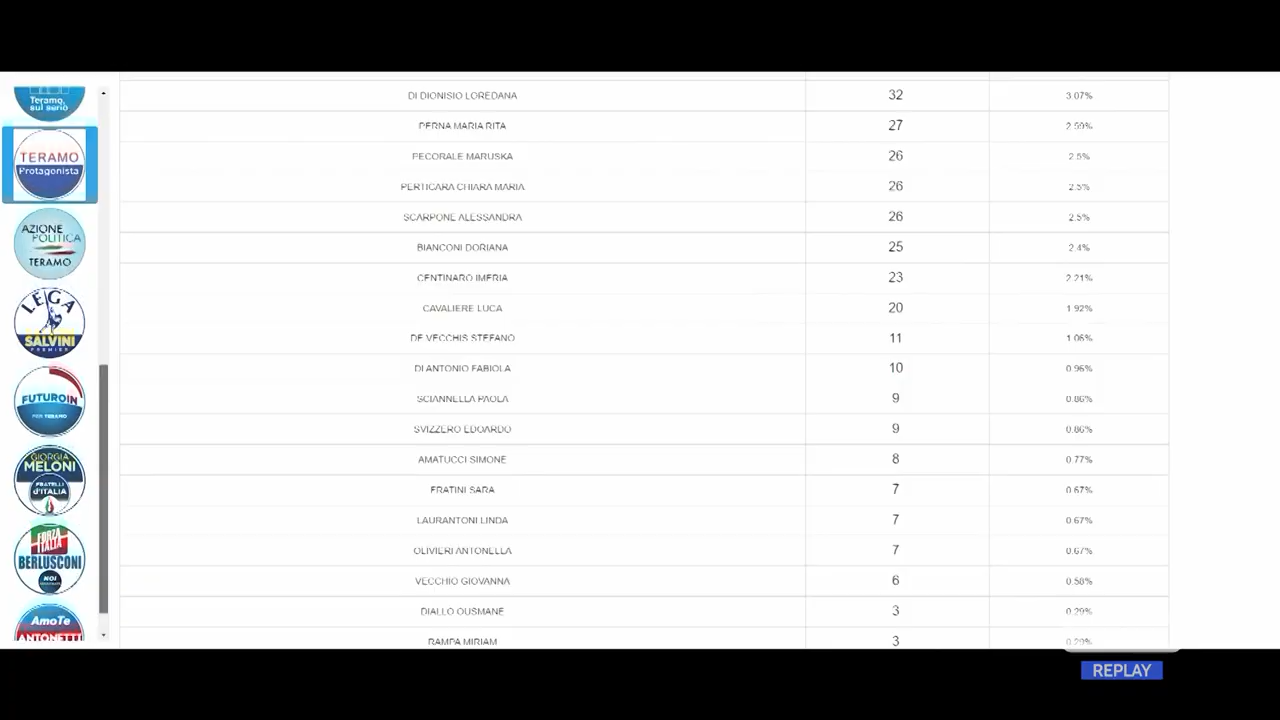 Teramo,
sul serio
TERAMO
Protagonista
AZIONE
POLITICA
TERAMO
LEGA
SALVINI
PREMIER
FUTUROIN
PER TERAMO
GIORGIA
MELONI
FRATELLI
d'ITALIA
FORZA
ITALIA
BERLUSCONI
NOI
AmoTe
ANTONETTI
DI DIONISIO LOREDANA 32 3.07%
PERNA MARIA RITA 27 2.59%
PECORALE MARUSKA 26 2.5%
PERTICARA CHIARA MARIA 26 2.5%
SCARPONE ALESSANDRA 26 2.5%
BIANCONI DORIANA 25 2.4%
CENTINARO IMERIA 23 2.21%
CAVALIERE LUCA 20 1.92%
DE VECCHIS STEFANO 11 1.06%
DI ANTONIO FABIOLA 10 0.96%
SCIANNELLA PAOLA 9 0.86%
SVIZZERO EDOARDO 9 0.86%
AMATUCCI SIMONE 8 0.77%
FRATINI SARA 7 0.67%
LAURANTONI LINDA 7 0.67%
OLIVIERI ANTONELLA 7 0.67%
VECCHIO GIOVANNA 6 0.58%
DIALLO OUSMANE 3 0.29%
RAMPA MIRIAM 3 0.29%
REPLAY